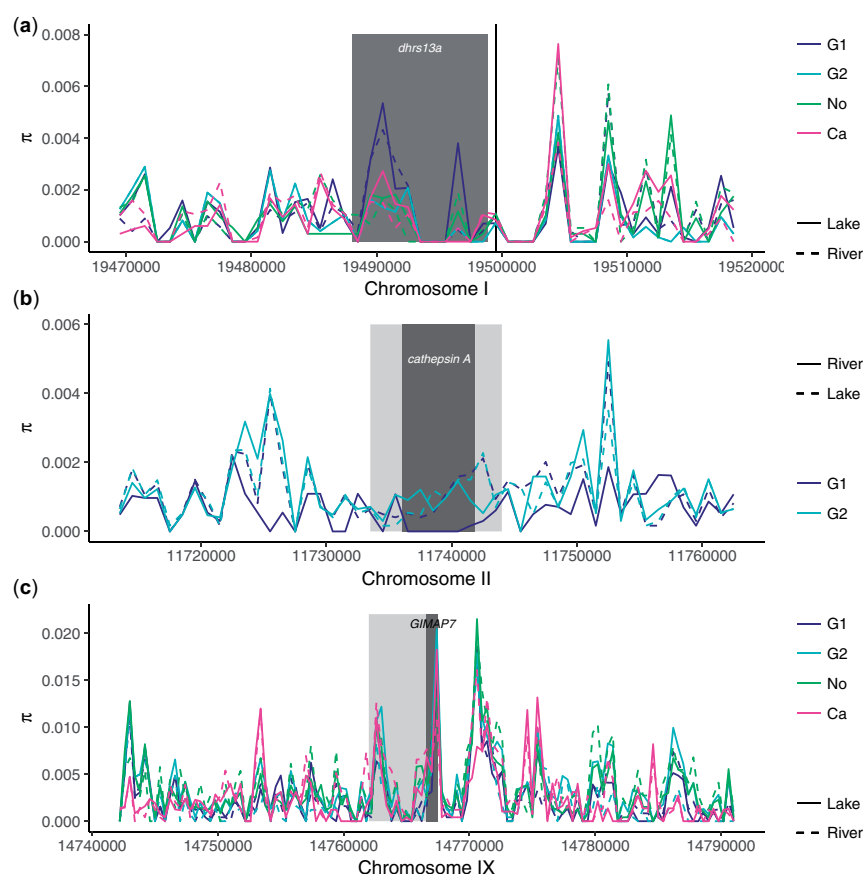 (a)
0.008
0.006
0.004
0.002
0.000
π
dhrs13a
19470000 19480000 19490000 19500000 19510000 19520000
Chromosome I
G1
G2
No
Ca
Lake
River
(b)
0.006
0.004
0.002
0.000
π
cathepsin A
11720000 11730000 11740000 11750000 11760000
Chromosome II
River
Lake
G1
G2
(c)
0.020
0.015
0.010
0.005
0.000
π
GIMAP7
14740000 14750000 14760000 14770000 14780000 14790000
Chromosome IX
G1
G2
No
Ca
Lake
River